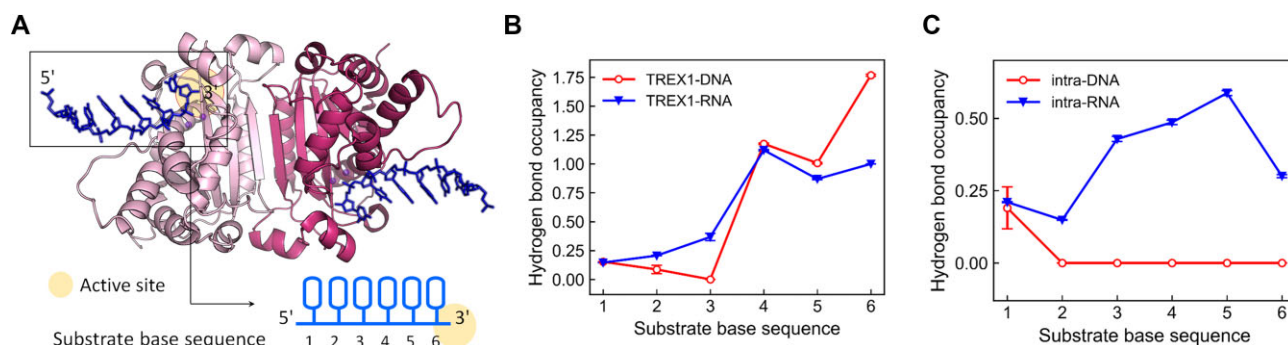 A
5'
3'
Active site
5'
3'
1 2 3 4 5 6
Substrate base sequence
B
TREX1-DNA
TREX1-RNA
Hydrogen bond occupancy
1.75
1.50
1.25
1.00
0.75
0.50
0.25
0.00
1 2 3 4 5 6
Substrate base sequence
C
intra-DNA
intra-RNA
Hydrogen bond occupancy
0.50
0.25
0.00
1 2 3 4 5 6
Substrate base sequence